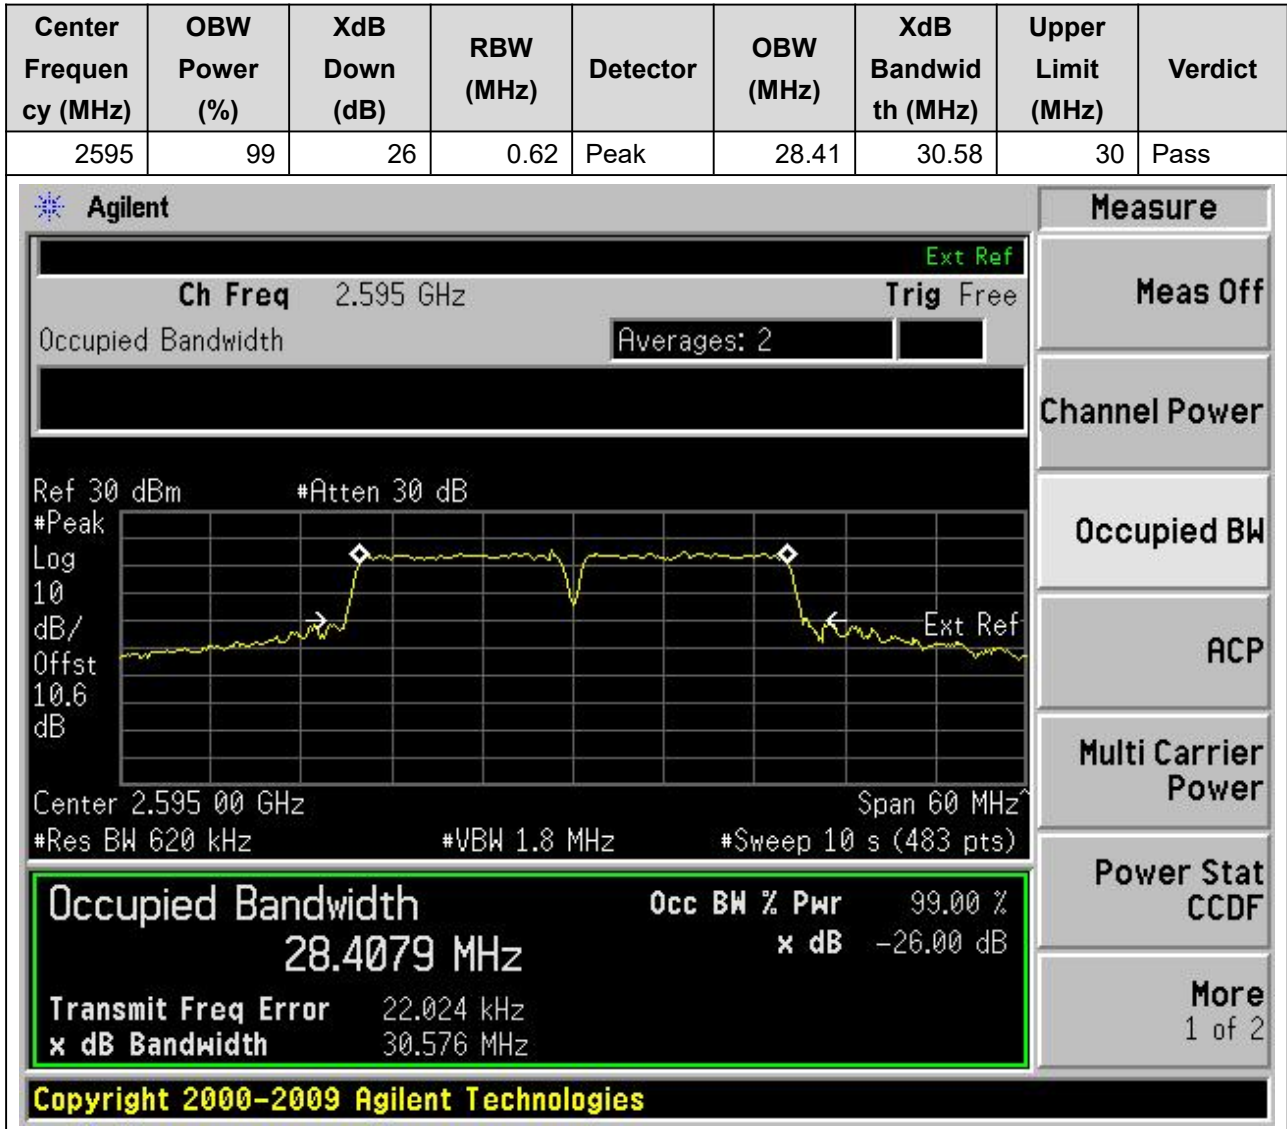 Center Frequen cy (MHz) OBW Power (%) XdB Down (dB) RBW (MHz) Detector OBW (MHz) XdB Bandwid th (MHz) Upper Limit (MHz) Verdict
2595 99 26 0.62 Peak 28.41 30.58 30 Pass
Agilent
Measure
Ext Ref
Ch Freq 2.595 GHz Trig Free
Meas Off
Occupied Bandwidth Averages: 2
Channel Power
Ref 30 dBm #Atten 30 dB
#Peak
Log
10
dB/
Offst
10.6
dB
Ext Ref
Occupied BW
ACP
Multi Carrier
Power
Center 2.595 00 GHz Span 60 MHz^
#Res BW 620 kHz #VBW 1.8 MHz #Sweep 10 s (483 pts)
Occupied Bandwidth Occ BW % Pwr 99.00 %
28.4079 MHz x dB -26.00 dB
Power Stat
CCDF
Transmit Freq Error 22.024 kHz
x dB Bandwidth 30.576 MHz
More
1 of 2
Copyright 2000-2009 Agilent Technologies